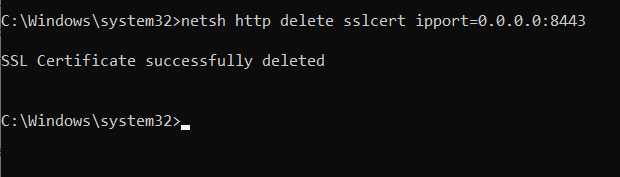 C:\Windows\system32>netsh http delete sslcert ipport=0.0.0.0:8443
SSL Certificate successfully deleted
C:\Windows\system32>